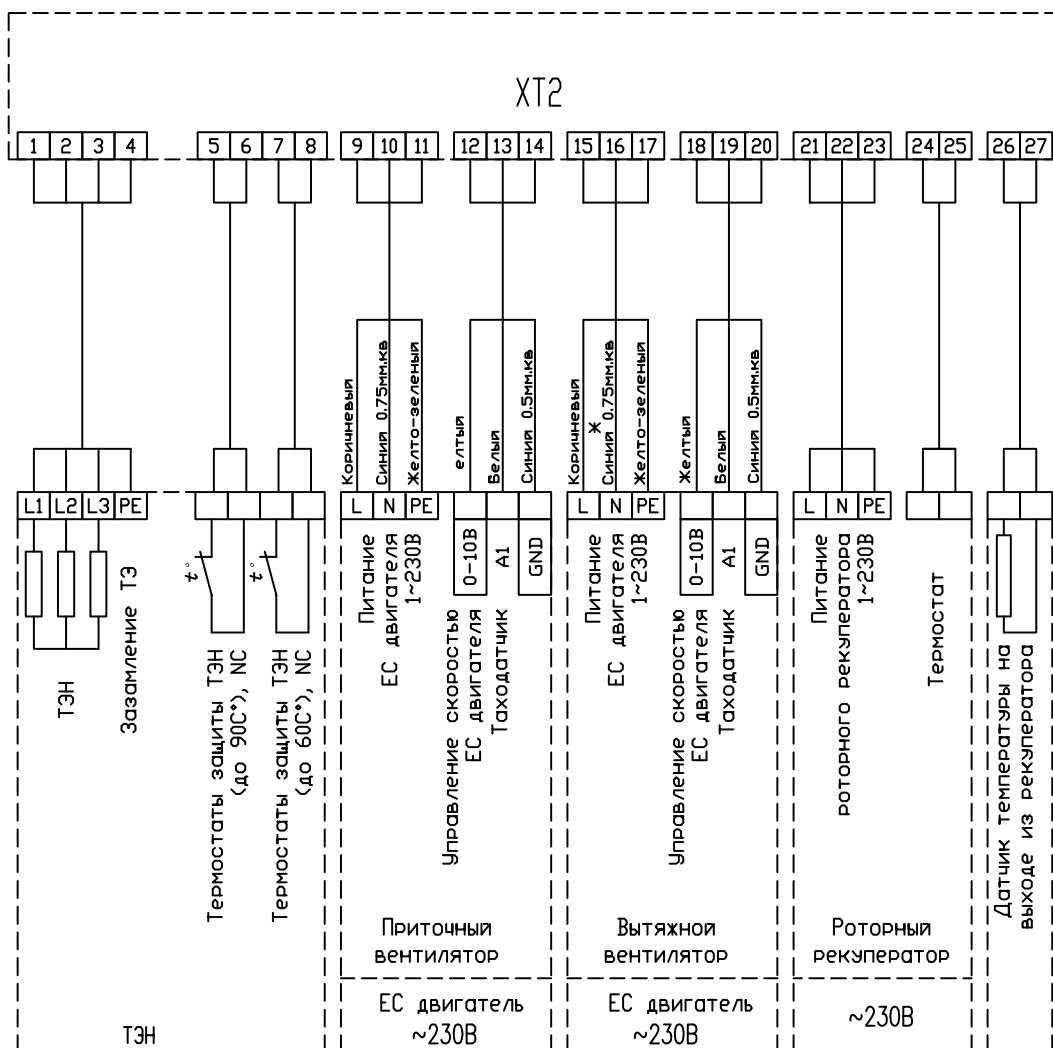 XT2
1 2 3 4 5 6 7 8 9 10 11 12 13 14 15 16 17 18 19 20 21 22 23 24 25 26 27
Коричневый
Синий 0.75мм.кв
Желто-зеленый
елтый
Белый
Синий 0.5мм.кв
Коричневый
Ж
Синий 0.75мм.кв
Желто-зеленый
Желтый
Белый
Синий 0.5мм.кв
L1 L2 L3 PE
L N PE
L N PE
L N PE
t°
t°
0-10В
A1
GND
0-10В
A1
GND
ТЭН
Зазамление ТЭ
Термостаты защиты ТЭН
(до 90С°), NC
Термостаты защиты ТЭН
(до 60С°), NC
Питание
ЕС двигателя
1~230В
Управление скоростью
ЕС двигателя
Таходатчик
Питание
ЕС двигателя
1~230В
Управление скоростью
ЕС двигателя
Таходатчик
Питание
роторного рекуператора
1~230В
Термостат
Датчик температуры на
выходе из рекуператора
Приточный
вентилятор
Вытяжной
вентилятор
Роторный
рекуператор
ТЭН
ЕС двигатель
~230В
ЕС двигатель
~230В
~230В